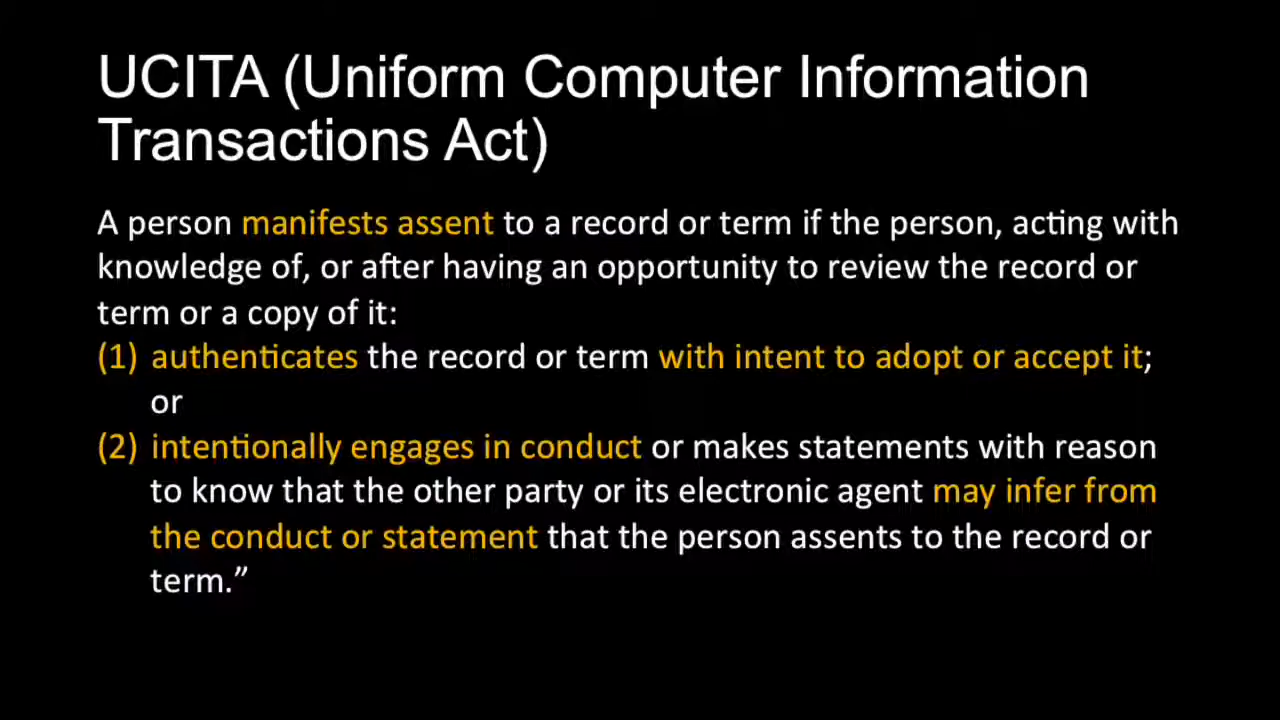 UCITA (Uniform Computer Information
Transactions Act)
A person manifests assent to a record or term if the person, acting with
knowledge of, or after having an opportunity to review the record or
term or a copy of it:
(1) authenticates the record or term with intent to adopt or accept it;
or
(2) intentionally engages in conduct or makes statements with reason
to know that the other party or its electronic agent may infer from
the conduct or statement that the person assents to the record or
term.”